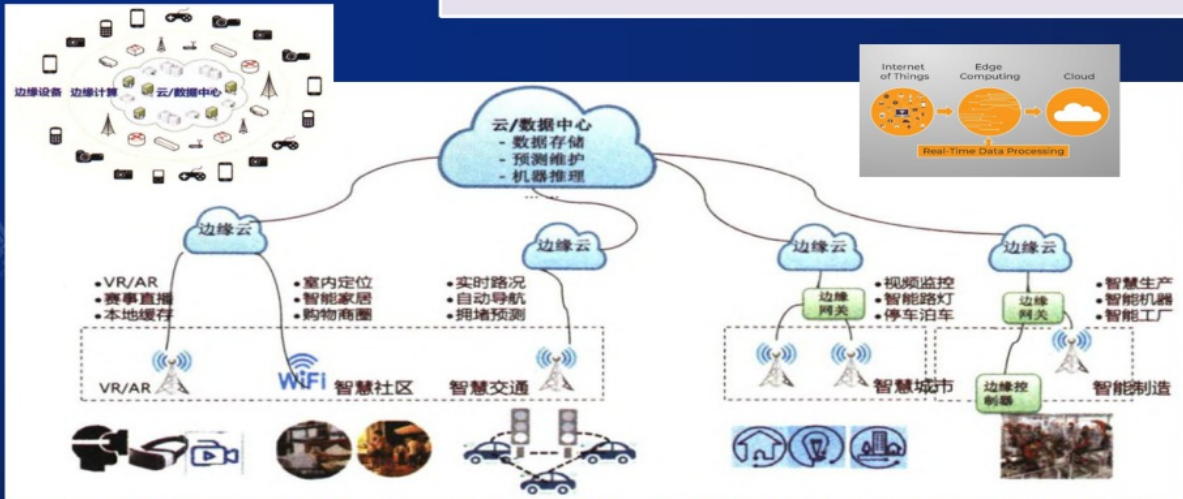 边缘设备 边缘计算 云/数据中心
Internet of Things
Edge Computing
Cloud
Real-Time Data Processing
云/数据中心
- 数据存储
- 预测维护
- 机器推理
... ...
边缘云
边缘云
边缘云
边缘云
•VR/AR
•赛事直播
•本地缓存
•室内定位
•智能家居
•购物商圈
•实时路况
•自动导航
•拥堵预测
边缘
网关
•视频监控
•智能路灯
•停车泊车
边缘
网关
•智慧生产
•智能机器
•智能工厂
VR/AR
WiFi
智慧社区
智慧交通
智慧城市
边缘控
制器
智能制造